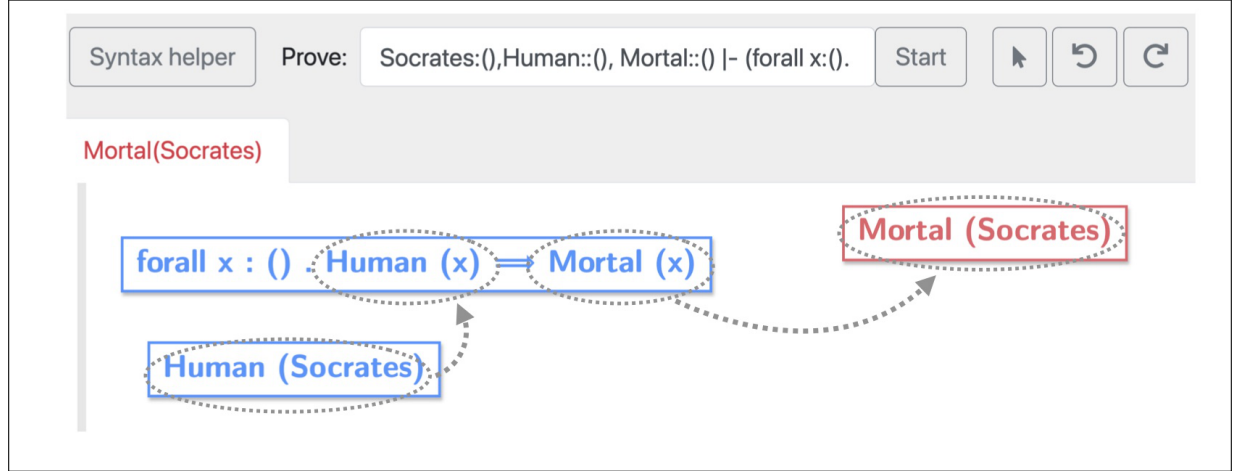 Syntax helper Prove: Socrates:(),Human::(), Mortal::() |- (forall x:(). Start
Mortal(Socrates)
Mortal (Socrates)
forall x : () . Human (x) ⟹ Mortal (x)
Human (Socrates)